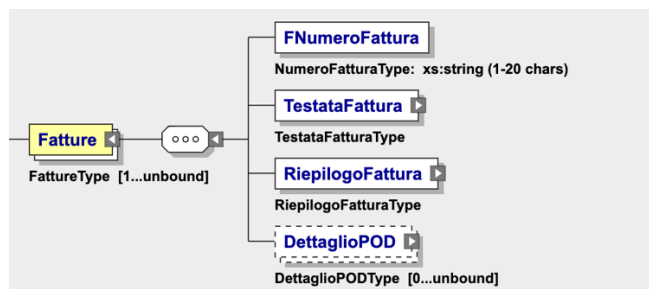 FNumeroFattura
NumeroFatturaType: xs:string (1-20 chars)
TestataFattura
TestataFatturaType
Fatture
FattureType [1...unbound]
RiepilogoFattura
RiepilogoFatturaType
DettaglioPOD
DettaglioPODType [0...unbound]